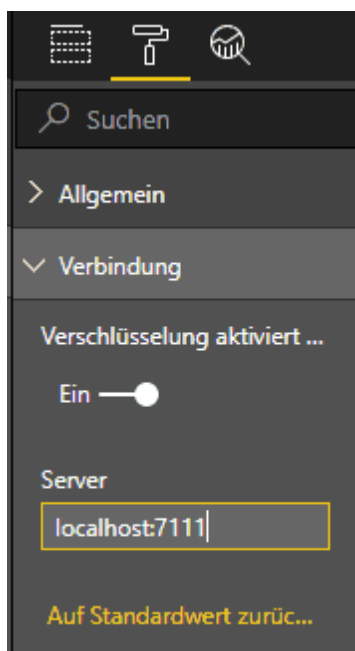 Suchen
Allgemein
Verbindung
Verschlüsselung aktiviert ...
Ein
Server
localhost:7111
Auf Standardwert zurüc...